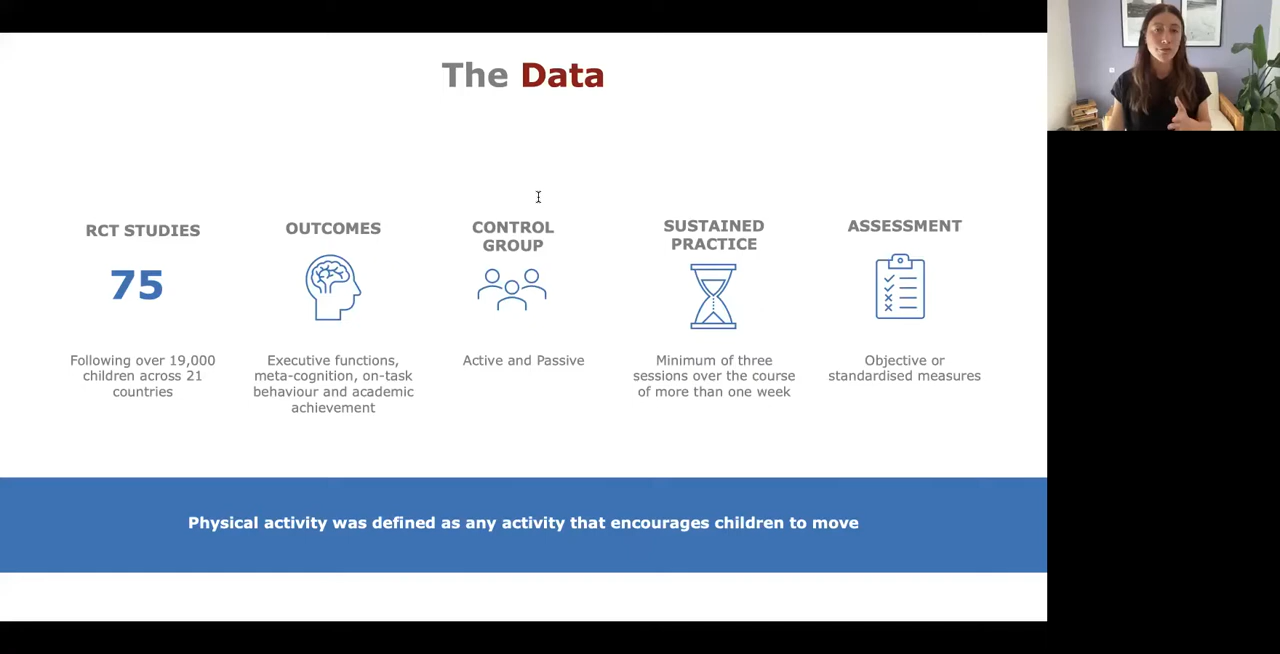 The Data
RCT STUDIES
75
Following over 19,000
children across 21
countries
OUTCOMES
Executive functions,
meta-cognition, on-task
behaviour and academic
achievement
CONTROL
GROUP
Active and Passive
SUSTAINED
PRACTICE
Minimum of three
sessions over the course
of more than one week
ASSESSMENT
Objective or
standardised measures
Physical activity was defined as any activity that encourages children to move